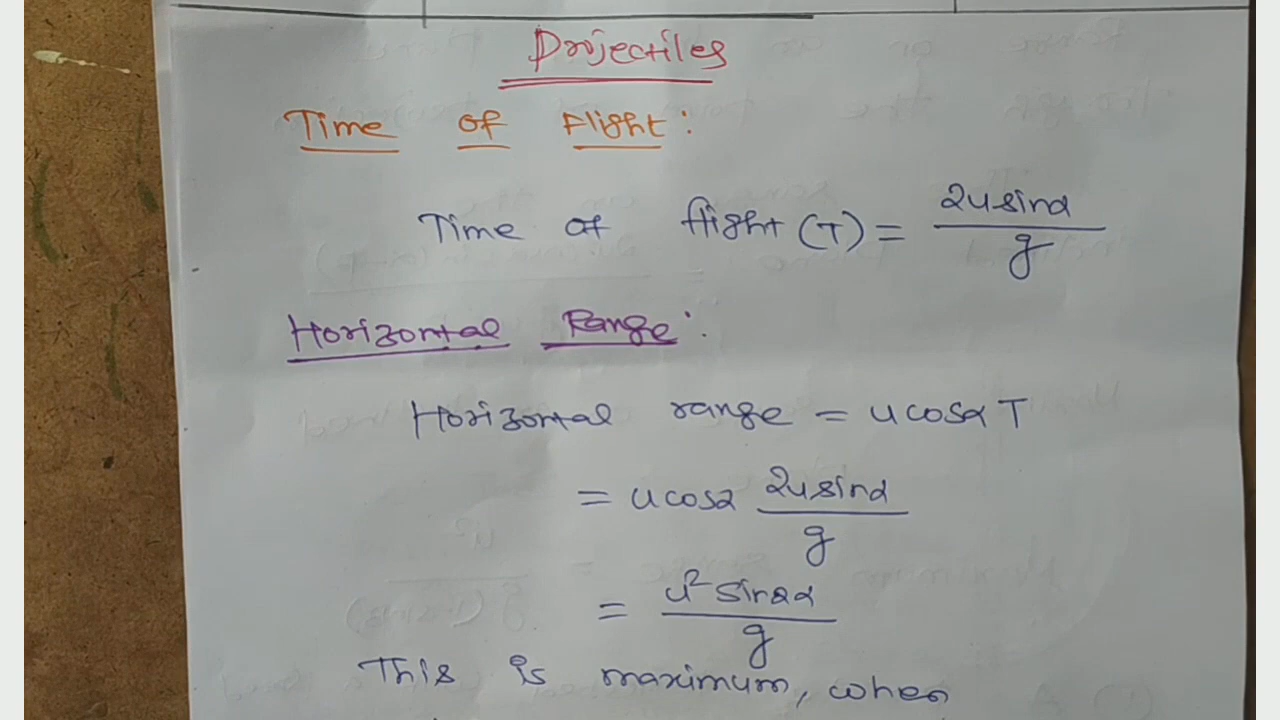 Projectiles
Time of Flight:
Time of flight (T) = 2u sinα / g
Horizontal Range:
Horizontal range = u cosα T
= u cosα 2u sinα / g
= u² sin2α / g
This is maximum, when